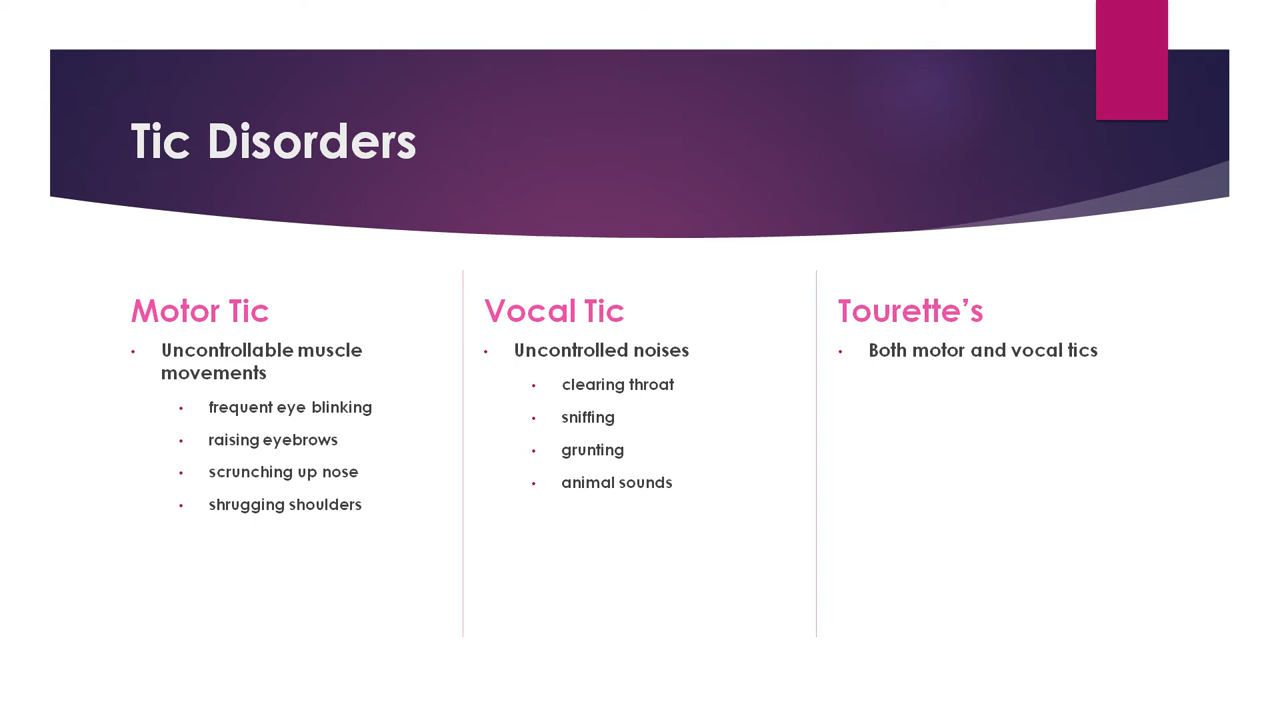 Tic Disorders
Motor Tic
• Uncontrollable muscle
movements
• frequent eye blinking
• raising eyebrows
• scrunching up nose
• shrugging shoulders
Vocal Tic
• Uncontrolled noises
• clearing throat
• sniffing
• grunting
• animal sounds
Tourette’s
• Both motor and vocal tics